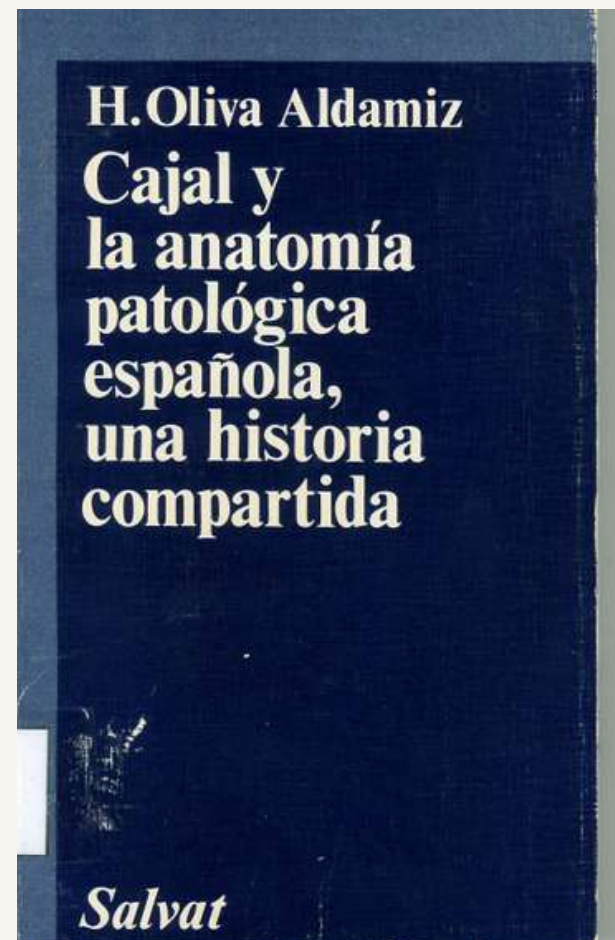 H. Oliva Aldamiz
Cajal y
la anatomía
patológica
española,
una historia
compartida
Salvat